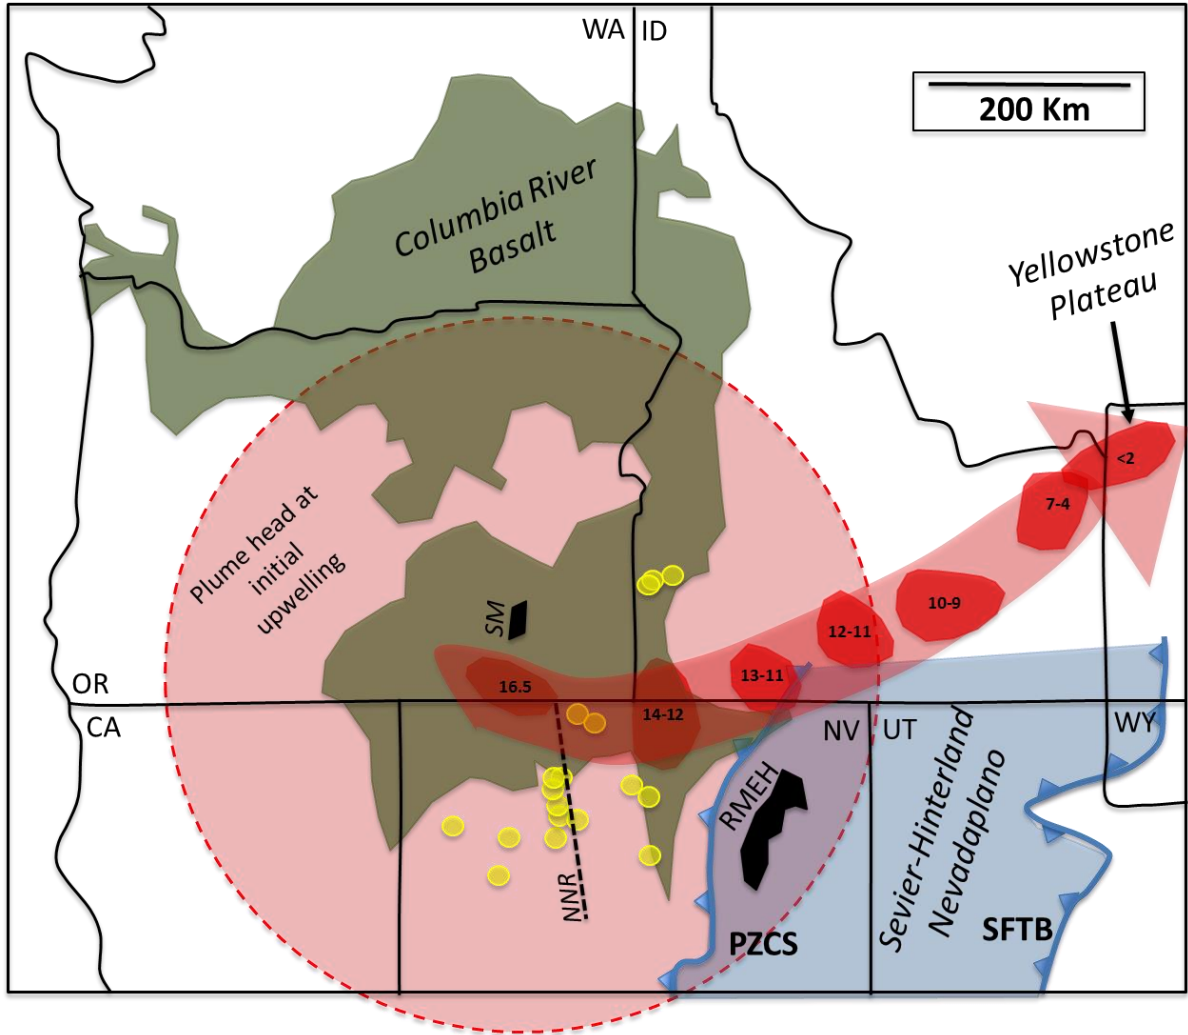 WA ID
200 Km
Columbia River
Basalt
Yellowstone
Plateau
<2
7-4
Plume head at
initial
upwelling
SM
10-9
12-11
13-11
16.5
14-12
OR
CA
NV UT
WY
RMEH
Sevier-Hinterland
Nevadaplano
NNR
PZCS
SFTB